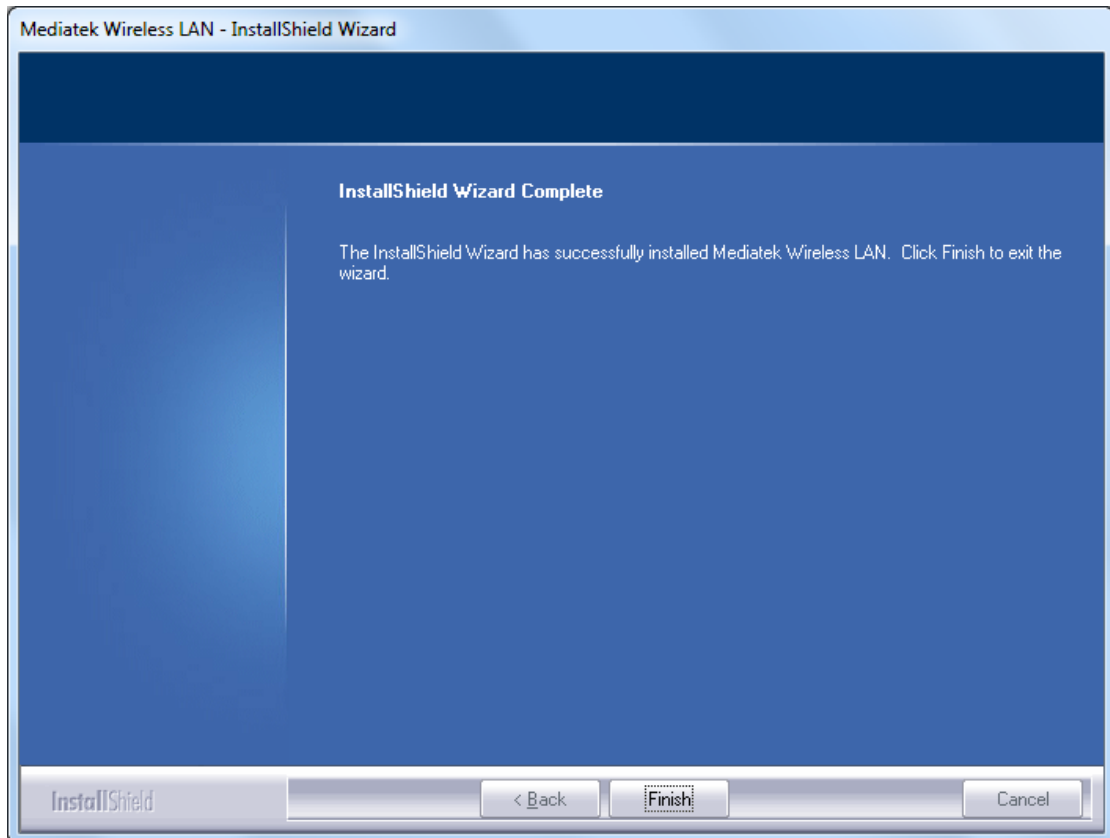 Mediatek Wireless LAN - InstallShield Wizard
InstallShield Wizard Complete
The InstallShield Wizard has successfully installed Mediatek Wireless LAN.  Click Finish to exit the
wizard.
InstallShield
< Back
Finish
Cancel